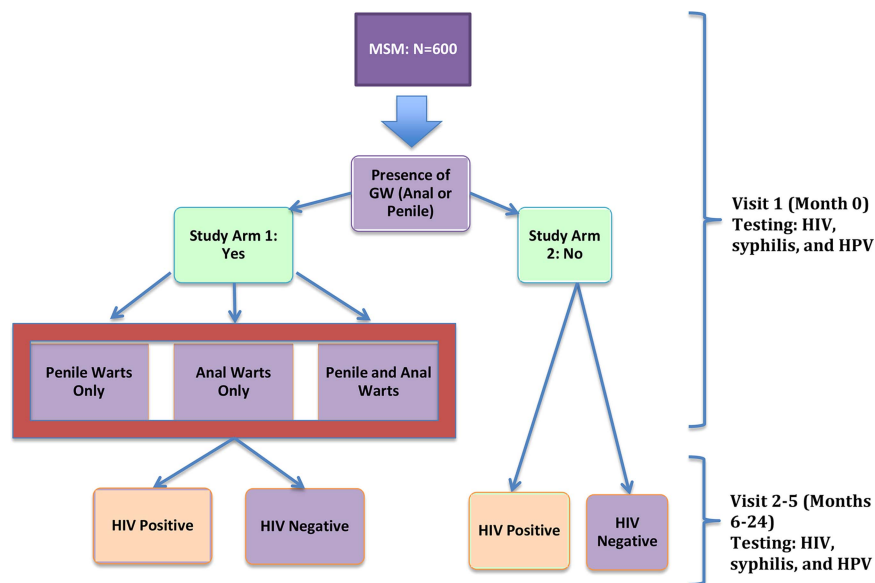 MSM: N=600
Presence of
GW (Anal or
Penile)
Study Arm 1:
Yes
Study Arm
2: No
Visit 1 (Month 0)
Testing: HIV,
syphilis, and HPV
Penile Warts
Only
Anal Warts
Only
Penile and Anal
Warts
HIV Positive
HIV Negative
HIV Positive
HIV
Negative
Visit 2-5 (Months
6-24)
Testing: HIV,
syphilis, and HPV